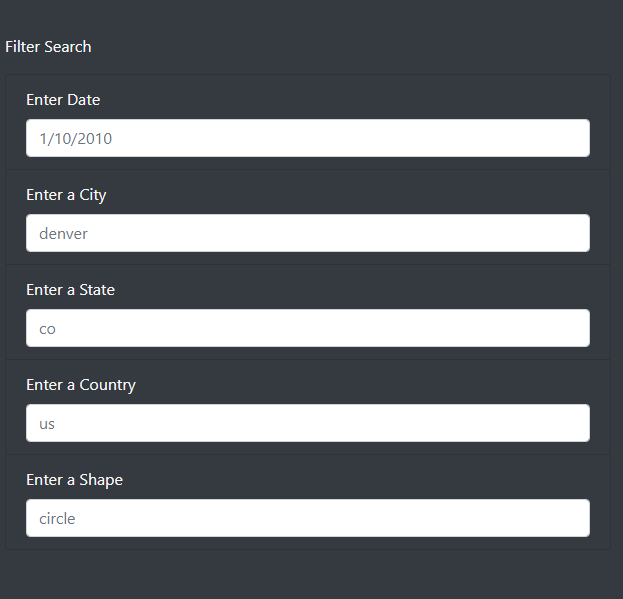 Filter Search
Enter Date
1/10/2010
Enter a City
denver
Enter a State
co
Enter a Country
us
Enter a Shape
circle